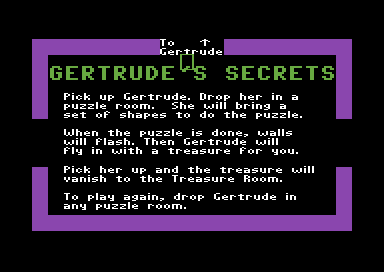 To ↑
Gertrude
GERTRUDE'S SECRETS
Pick up Gertrude. Drop her in a
puzzle room. She will bring a
set of shapes to do the puzzle.
When the puzzle is done, walls
will flash. Then Gertrude will
fly in with a treasure for you.
Pick her up and the treasure will
vanish to the Treasure Room.
To play again, drop Gertrude in
any puzzle room.